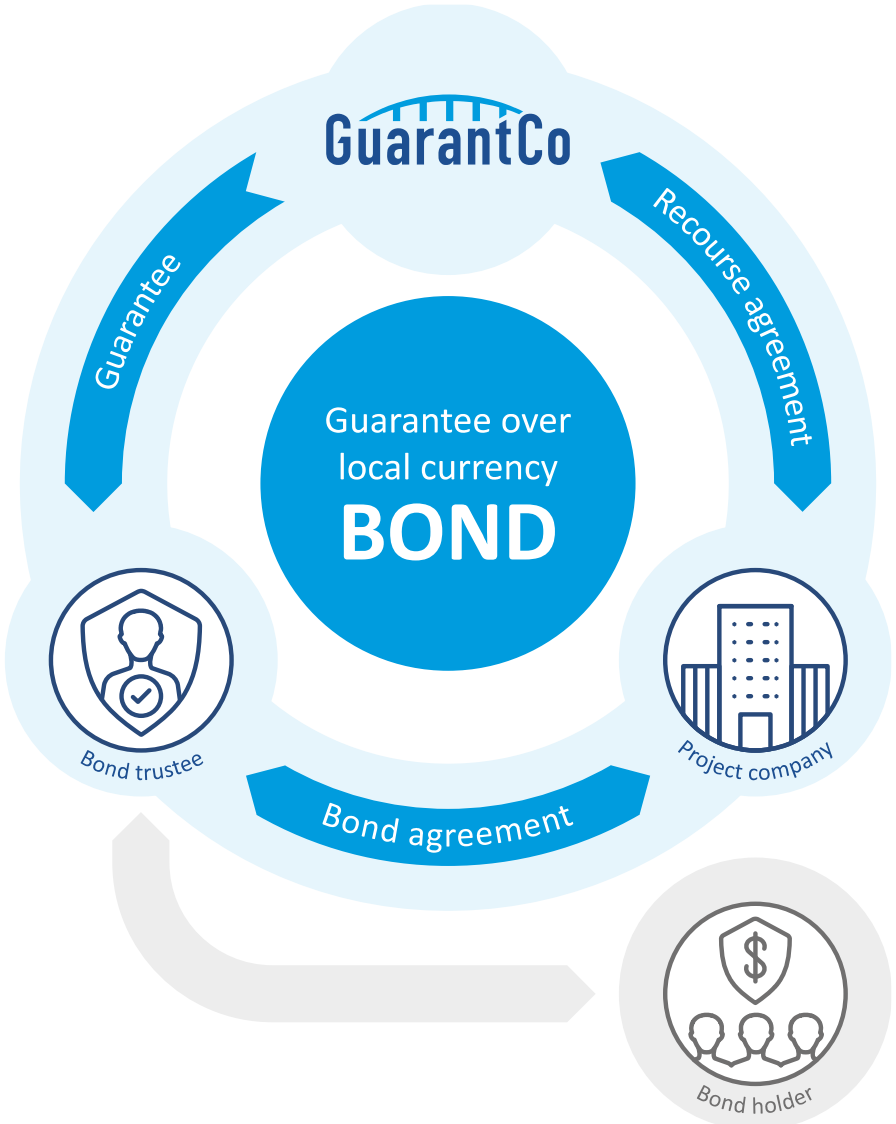 GuarantCo
Guarantee
Recourse agreement
Guarantee over
local currency
BOND
Bond trustee
Project company
Bond agreement
Bond holder